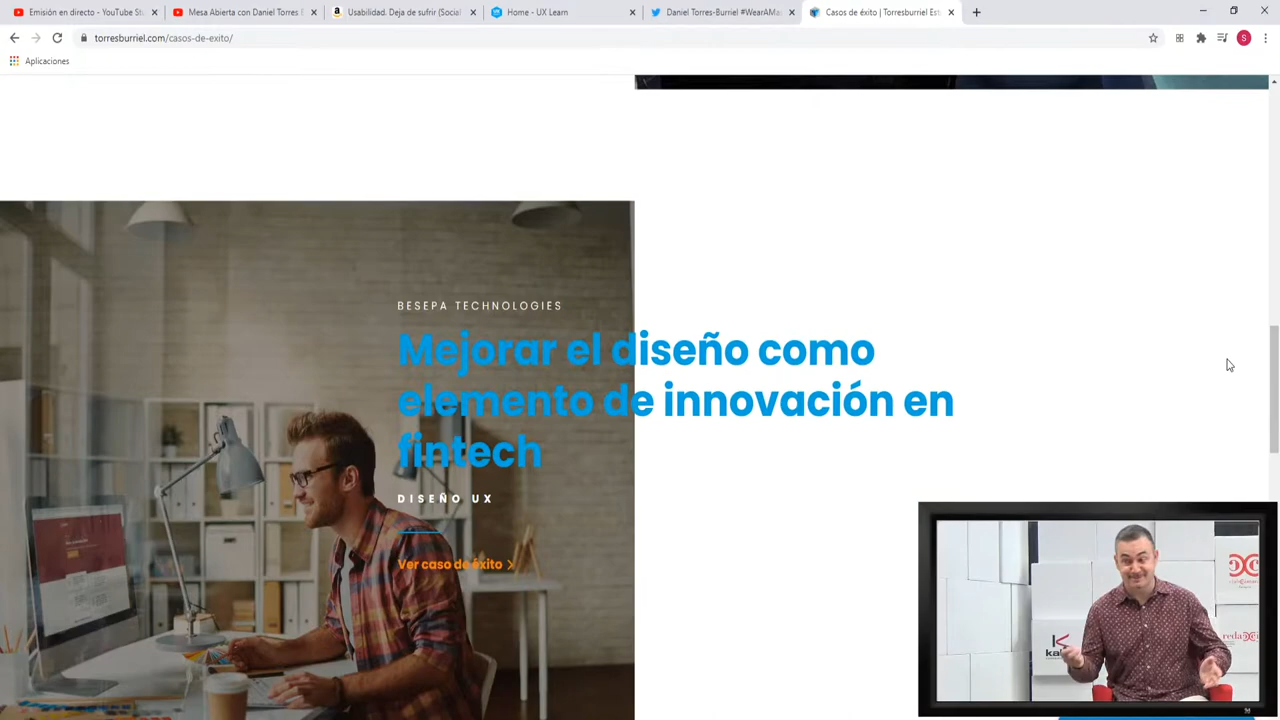 Emisión en directo - YouTube St
Mesa Abierta con Daniel Torres B
Usabilidad. Deja de sufrir (Social
Home - UX Learn
Daniel Torres-Burriel #WearAMa
Casos de éxito | Torresburriel Est
torresburriel.com/casos-de-exito/
S
Aplicaciones
BESEPA TECHNOLOGIES
Mejorar el diseño como
elemento de innovación en
fintech
DISEÑO UX
Ver caso de éxito